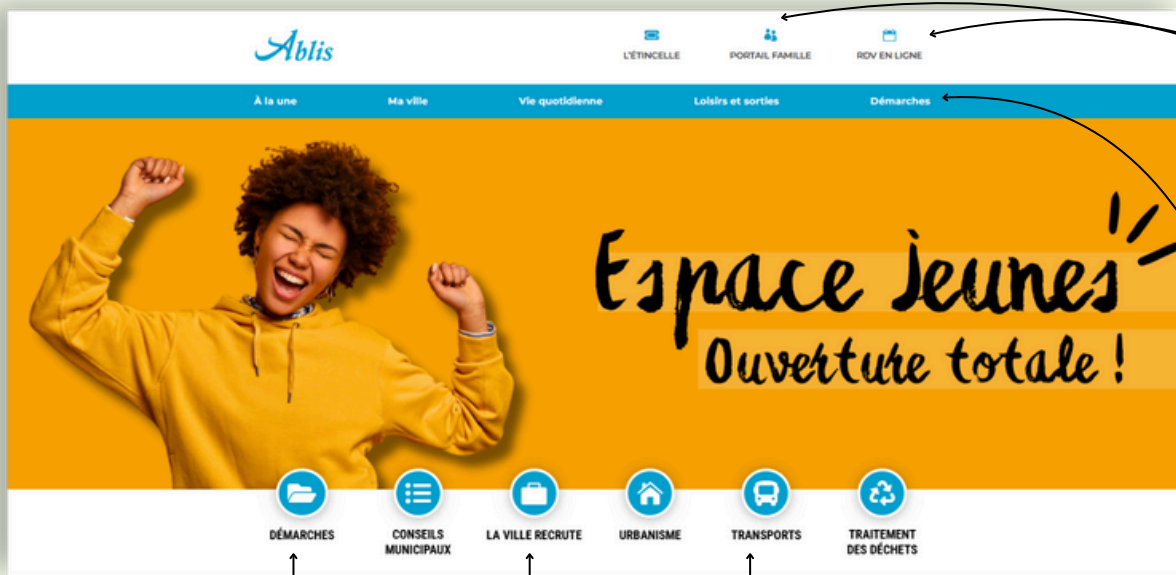 Ablis
L'ÉTINCELLE
PORTAIL FAMILLE
RDV EN LIGNE
À la une
Ma ville
Vie quotidienne
Loisirs et sorties
Démarches
Espace Jeunes
Ouverture totale !
DÉMARCHES
CONSEILS
MUNICIPAUX
LA VILLE RECRUTE
URBANISME
TRANSPORTS
TRAITEMENT
DES DÉCHETS